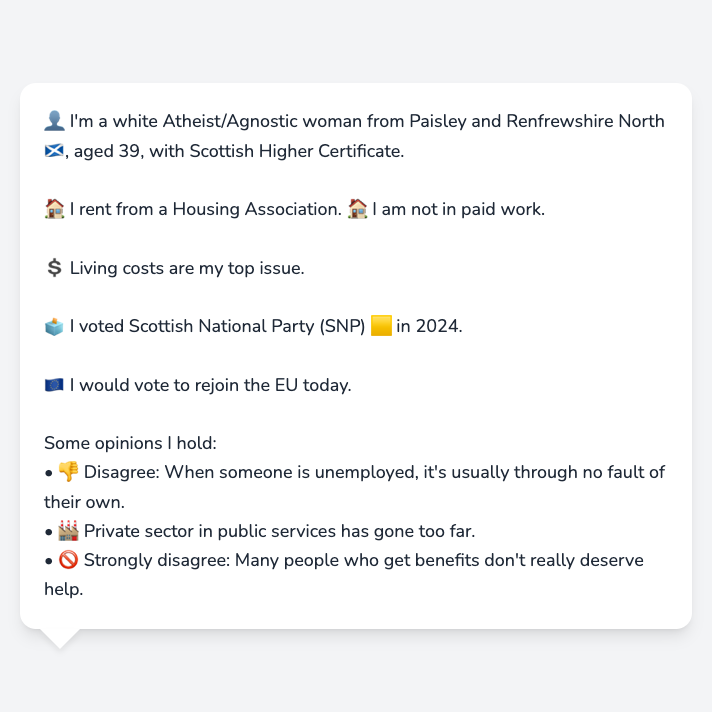 👤 I'm a white Atheist/Agnostic woman from Paisley and Renfrewshire North
🏴󠁧󠁢󠁳󠁣󠁴󠁿, aged 39, with Scottish Higher Certificate.
🏠 I rent from a Housing Association. 🏠 I am not in paid work.
💲 Living costs are my top issue.
🗳️ I voted Scottish National Party (SNP) 🟨 in 2024.
🇪🇺 I would vote to rejoin the EU today.
Some opinions I hold:
• 👎 Disagree: When someone is unemployed, it's usually through no fault of
their own.
• 🏭 Private sector in public services has gone too far.
• 🚫 Strongly disagree: Many people who get benefits don't really deserve
help.